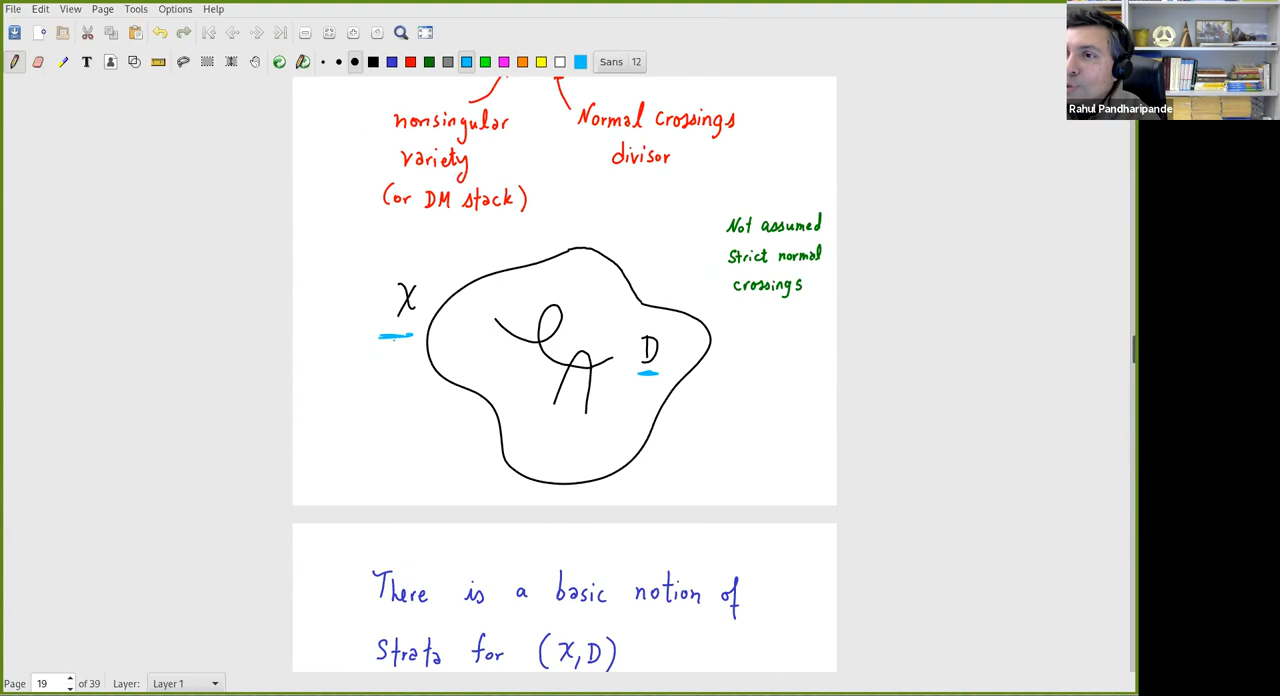 File Edit View Page Tools Options Help
Sans 12
Rahul Pandharipande
nonsingular
variety
(or DM stack)
Normal Crossings
divisor
Not assumed
Strict normal
crossings
X
D
There is a basic notion of
Strata for (X,D)
Page 19 of 39 Layer: Layer 1